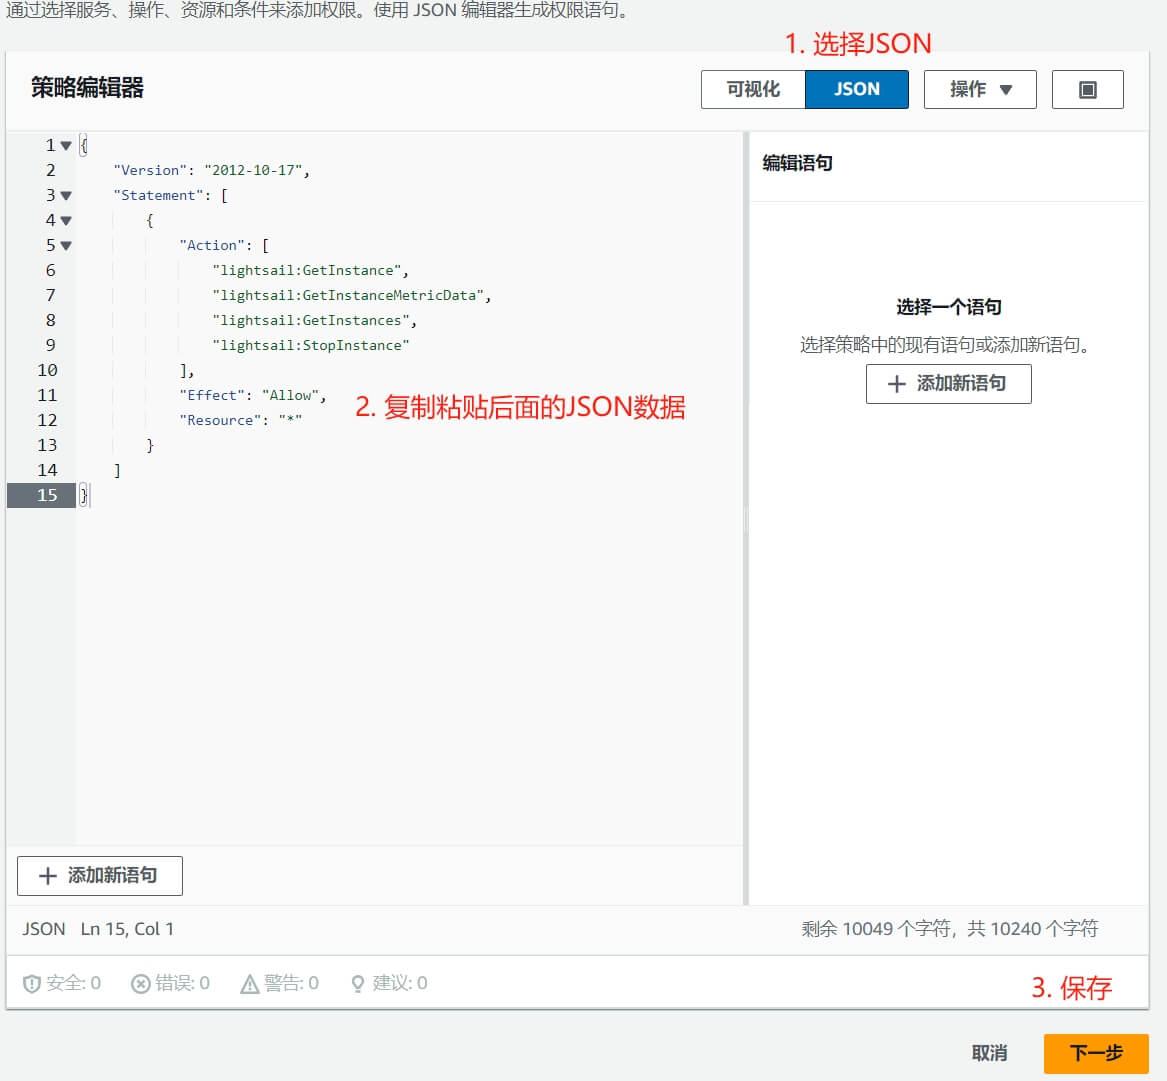 通过选择服务、操作、资源和条件来添加权限。使用 JSON 编辑器生成权限语句。
1. 选择JSON
策略编辑器
可视化
JSON
操作
1 {
2 "Version": "2012-10-17",
3 "Statement": [
4 {
5 "Action": [
6 "lightsail:GetInstance",
7 "lightsail:GetInstanceMetricData",
8 "lightsail:GetInstances",
9 "lightsail:StopInstance"
10 ],
11 "Effect": "Allow",
12 "Resource": "*"
13 }
14 ]
15 }
2. 复制粘贴后面的JSON数据
编辑语句
选择一个语句
选择策略中的现有语句或添加新语句。
添加新语句
添加新语句
JSON Ln 15, Col 1
剩余 10049 个字符，共 10240 个字符
安全: 0 错误: 0 警告: 0 建议: 0
3. 保存
取消
下一步